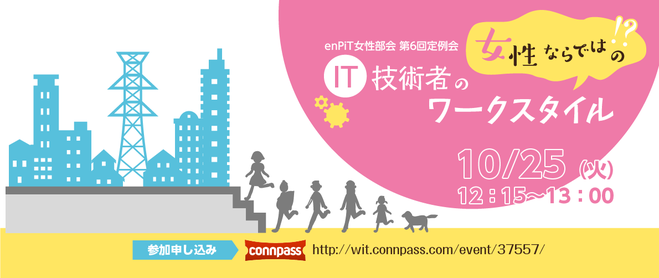 enPiT女性部会 第6回定例会
女性ならではの!?
IT技術者の
ワークスタイル
10/25 (火)
12:15~13:00
参加申し込み connpass http://wit.connpass.com/event/37557/